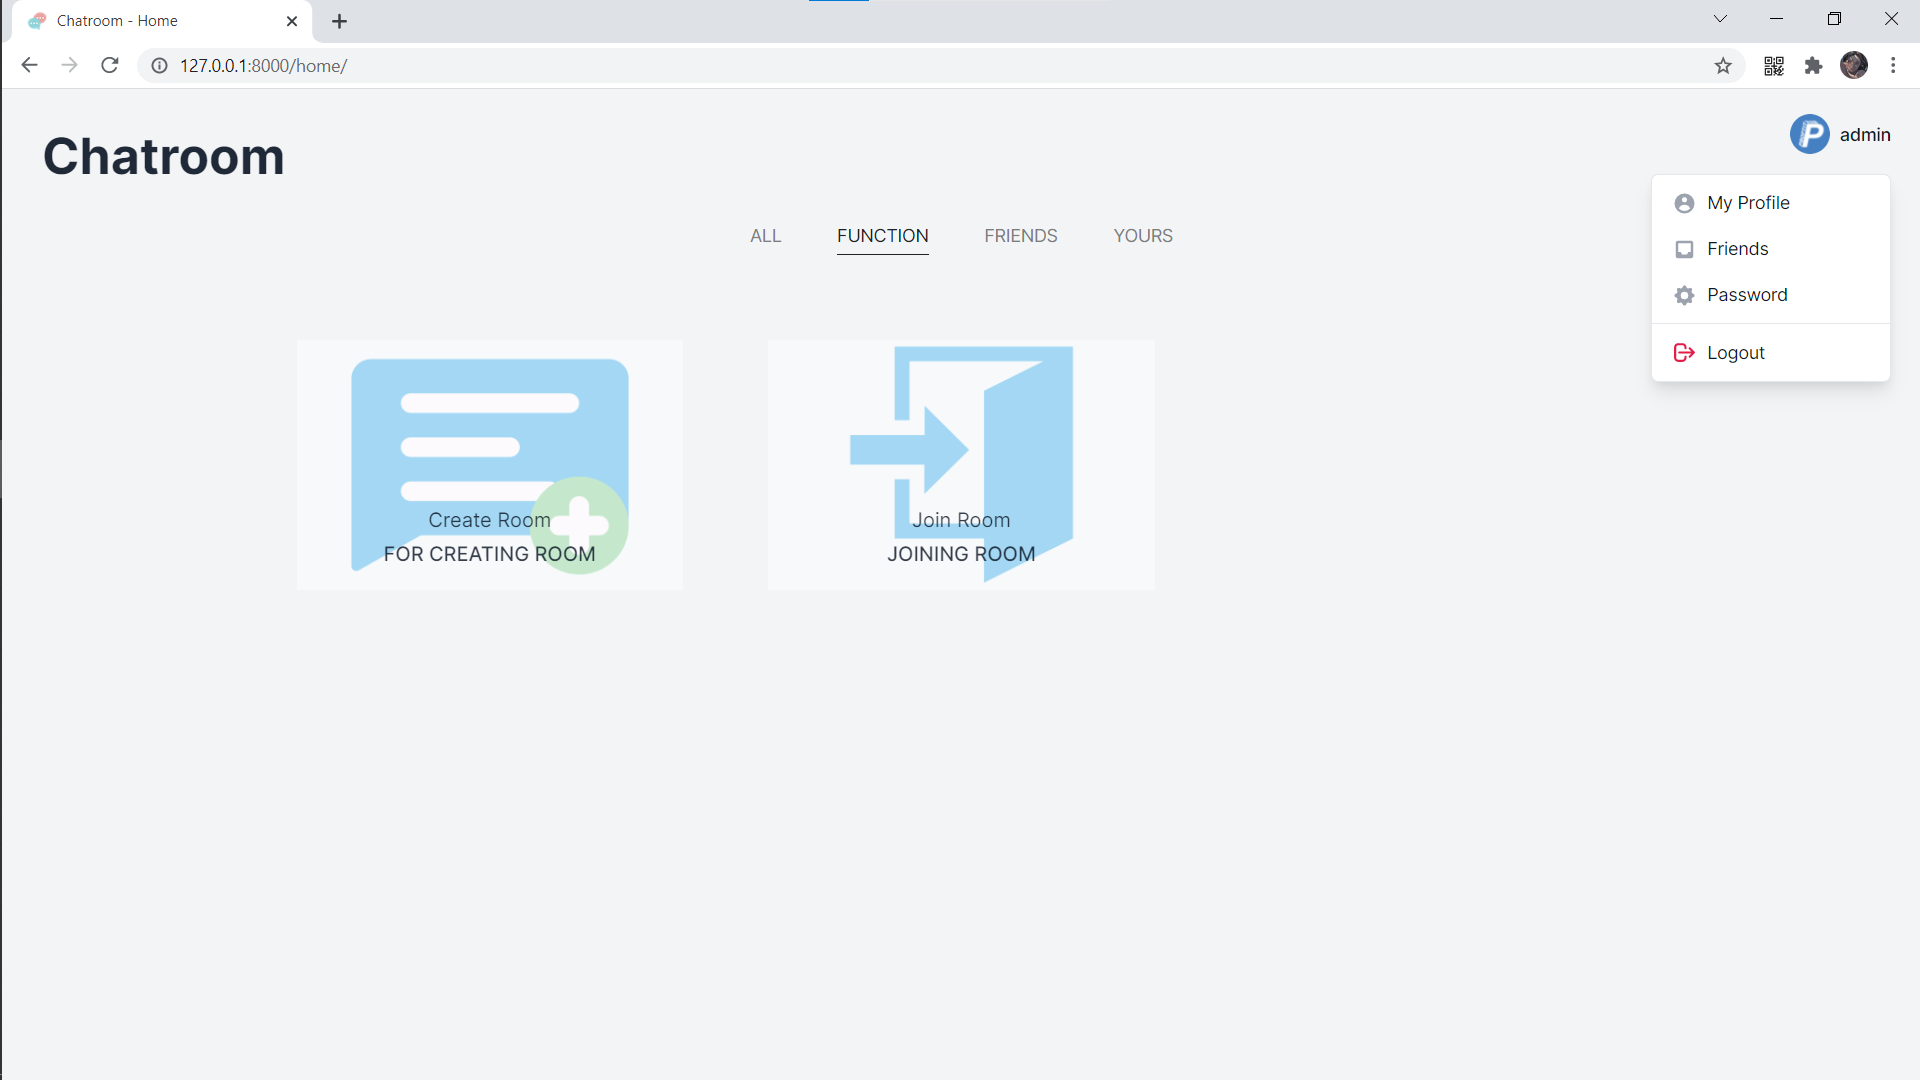 Chatroom - Home
127.0.0.1:8000/home/
Chatroom
admin
My Profile
Friends
Password
Logout
ALL FUNCTION FRIENDS YOURS
Create Room
FOR CREATING ROOM
Join Room
JOINING ROOM